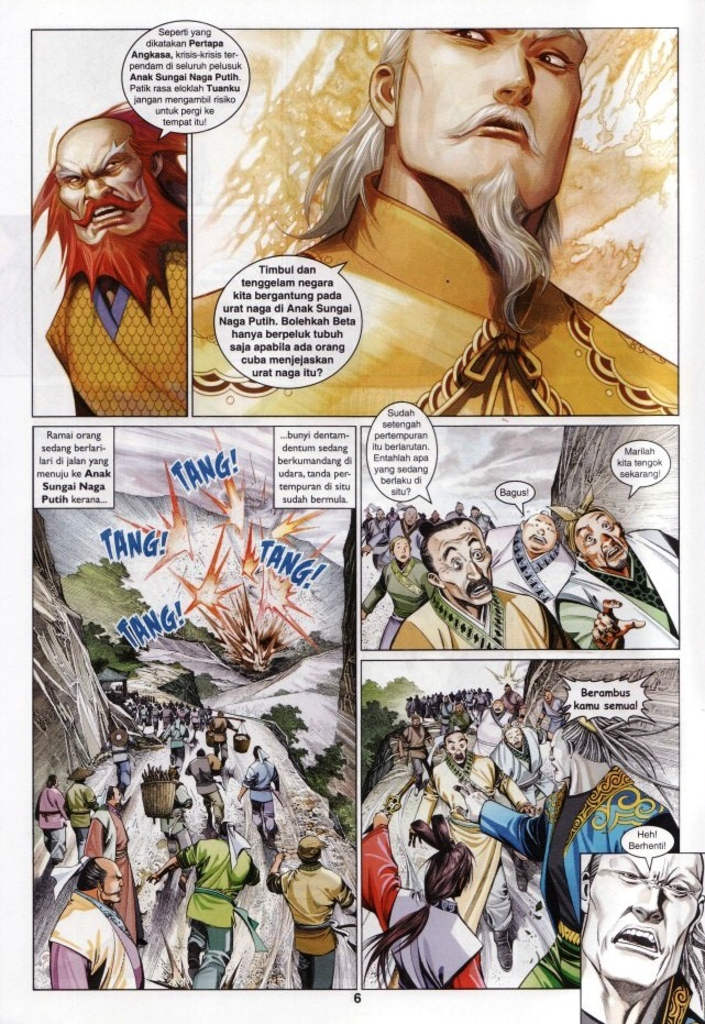 Seperti yang
dikatakan Pertapa
Angkasa, krisis-krisis ter-
pendam di seluruh pelusuk
Anak Sungai Naga Putih.
Patik rasa eloklah Tuanku
jangan mengambil risiko
untuk pergi ke
tempat itu!
Timbul dan
tenggelam negara
kita bergantung pada
urat naga di Anak Sungai
Naga Putih. Bolehkah Beta
hanya berpeluk tubuh
saja apabila ada orang
cuba menjejaskan
urat naga itu?
Ramai orang
sedang berlari-
lari di jalan yang
menuju ke Anak
Sungai Naga
Putih kerana...
...bunyi dentam-
dentum sedang
berkumandang di
udara, tanda per-
tempuran di situ
sudah bermula.
TANG!
TANG!
TANG!
TANG!
Sudah
setengah
pertempuran
itu berlarutan.
Entahlah apa
yang sedang
berlaku di
situ?
Bagus!
Marilah
kita tengok
sekarang!
Berambus
kamu semua!
Heh!
Berhenti!
6